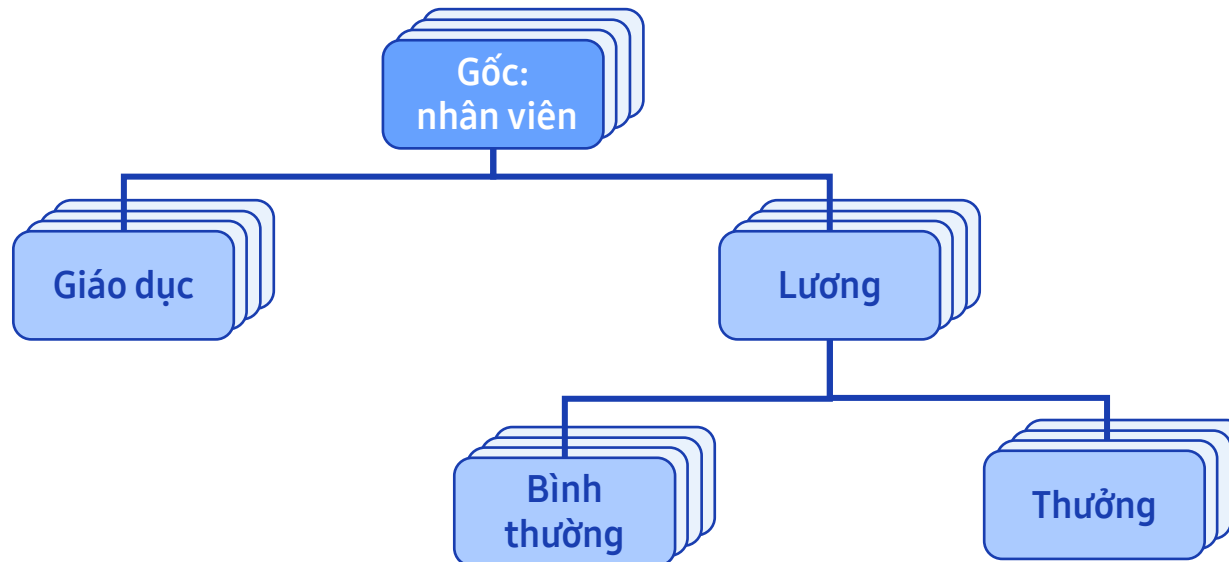 Gốc:
nhân viên
Giáo dục
Lương
Bình
thường
Thưởng